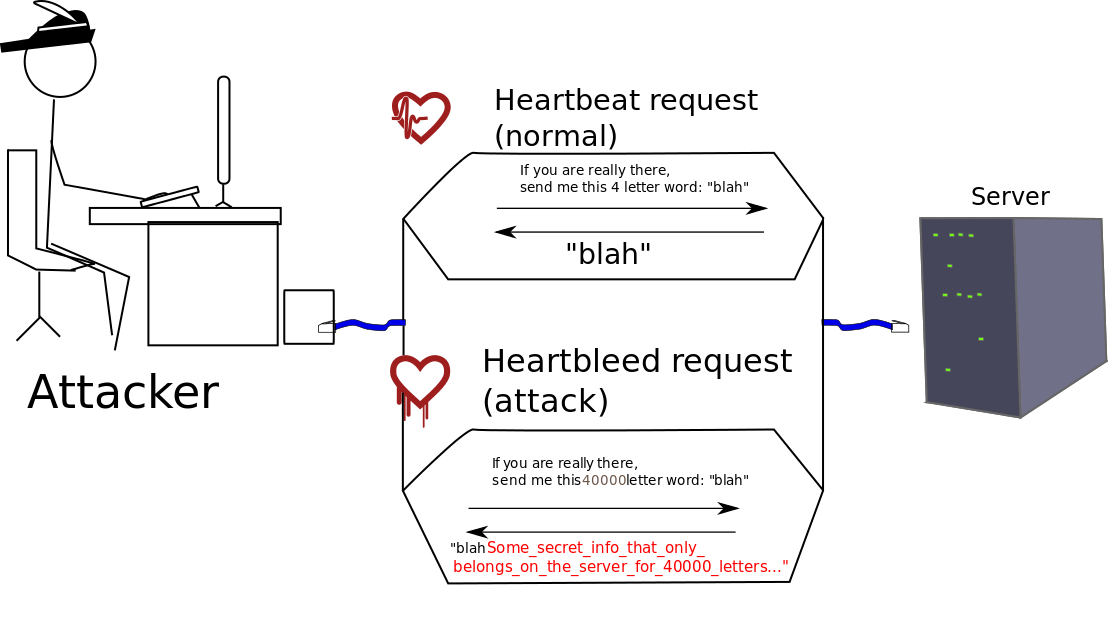 Heartbeat request
(normal)
If you are really there,
send me this 4 letter word: "blah"
"blah"
Server
Attacker
Heartbleed request
(attack)
If you are really there,
send me this 40000 letter word: "blah"
"blah Some_secret_info_that_only_
belongs_on_the_server_for_40000_letters..."